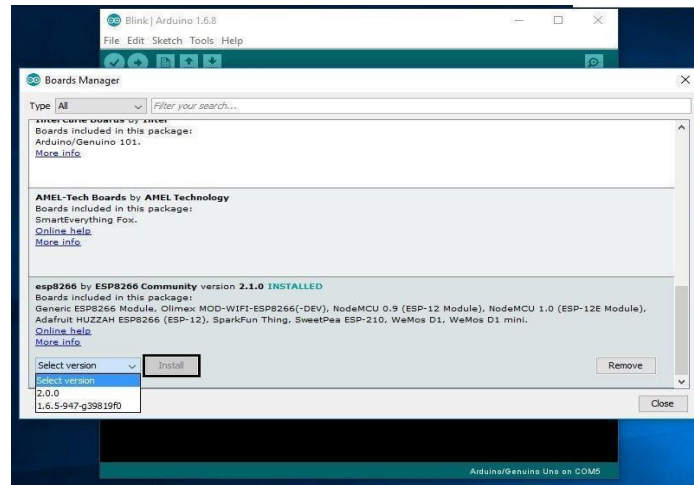 Blink | Arduino 1.6.8
File Edit Sketch Tools Help
Boards Manager
Type All Filter your search...
Intel Curie Boards by Intel
Boards included in this package:
Arduino/Genuino 101.
More info
AMEL-Tech Boards by AMEL Technology
Boards included in this package:
SmartEverything Fox.
Online help
More info
esp8266 by ESP8266 Community version 2.1.0 INSTALLED
Boards included in this package:
Generic ESP8266 Module, Olimex MOD-WIFI-ESP8266(-DEV), NodeMCU 0.9 (ESP-12 Module), NodeMCU 1.0 (ESP-12E Module),
Adafruit HUZZAH ESP8266 (ESP-12), SparkFun Thing, SweetPea ESP-210, WeMos D1, WeMos D1 mini.
Online help
More info
Select version Install Remove
Select version
2.0.0
1.6.5-947-g39819f0
Close
Arduino/Genuino Uno on COM5